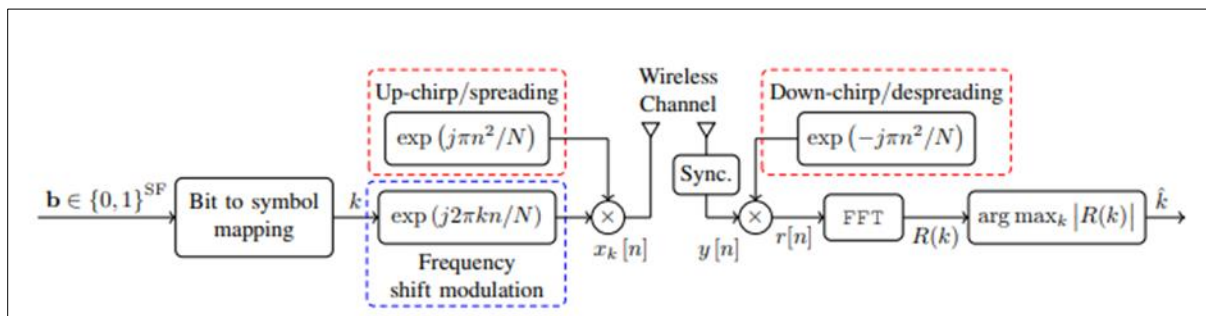 Up-chirp/spreading
exp (jπn²/N)
Wireless
Channel
Down-chirp/despreading
exp (−jπn²/N)
Sync.
b ∈ {0, 1}^SF
Bit to symbol
mapping
k
exp (j2πkn/N)
×
x_k [n]
y [n]
×
r[n]
FFT
R(k)
arg max_k |R(k)|
k̂
Frequency
shift modulation